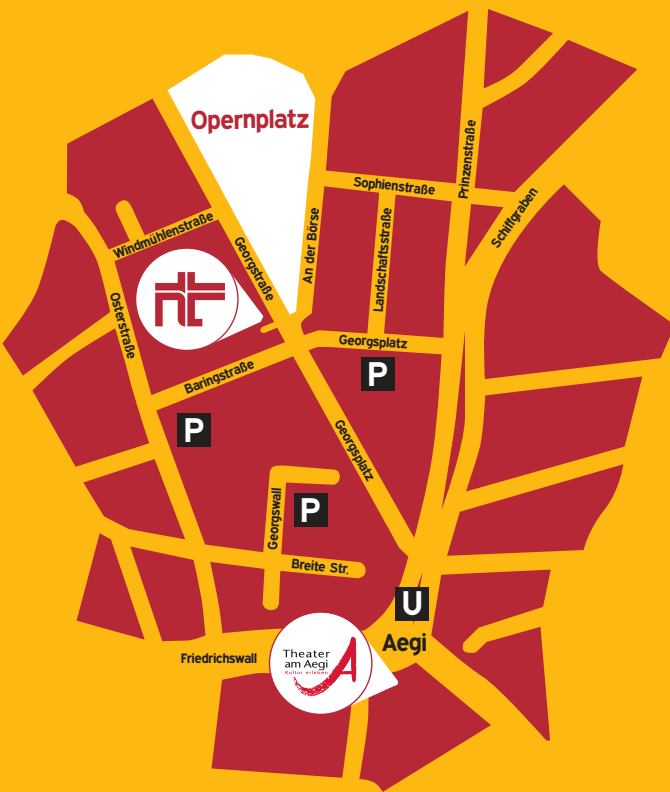 Opernplatz
Prinzenstraße
Sophienstraße
Schiffgraben
Windmühlenstraße
Georgstraße
An der Börse
Landschaftsstraße
Osterstraße
nt
Georgsplatz
Baringstraße
P
P
Georgsplatz
Georgswall
P
Breite Str.
U
Aegi
Friedrichswall
Theater
am Aegi
Kultur erleben
A